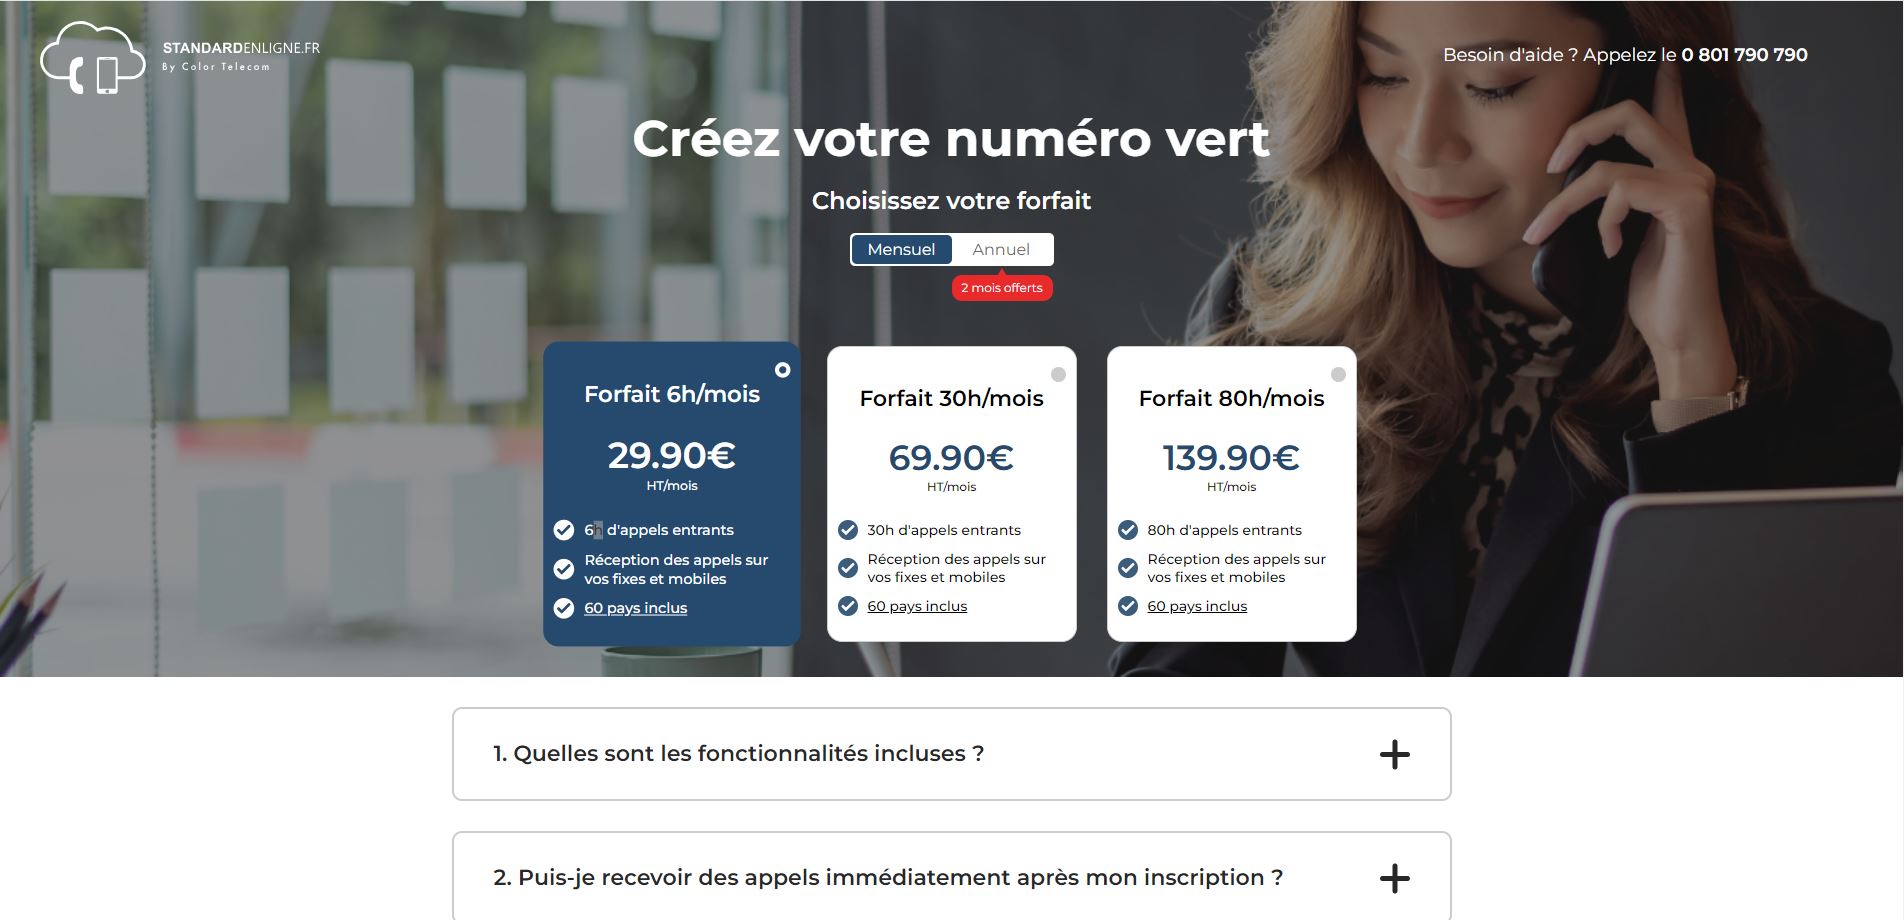 STANDARDENLIGNE.FR
By Color Telecom
Besoin d'aide ? Appelez le 0 801 790 790
Créez votre numéro vert
Choisissez votre forfait
Mensuel
Annuel
2 mois offerts
Forfait 6h/mois
29.90€
HT/mois
6h d'appels entrants
Réception des appels sur
vos fixes et mobiles
60 pays inclus
Forfait 30h/mois
69.90€
HT/mois
30h d'appels entrants
Réception des appels sur
vos fixes et mobiles
60 pays inclus
Forfait 80h/mois
139.90€
HT/mois
80h d'appels entrants
Réception des appels sur
vos fixes et mobiles
60 pays inclus
1. Quelles sont les fonctionnalités incluses ?
2. Puis-je recevoir des appels immédiatement après mon inscription ?